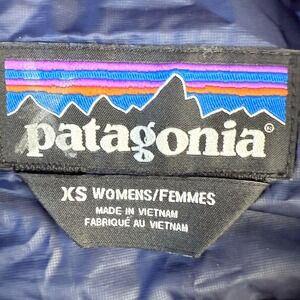 patagonia®
XS WOMENS/FEMMES
MADE IN VIETNAM
FABRIQUÉ AU VIETNAM